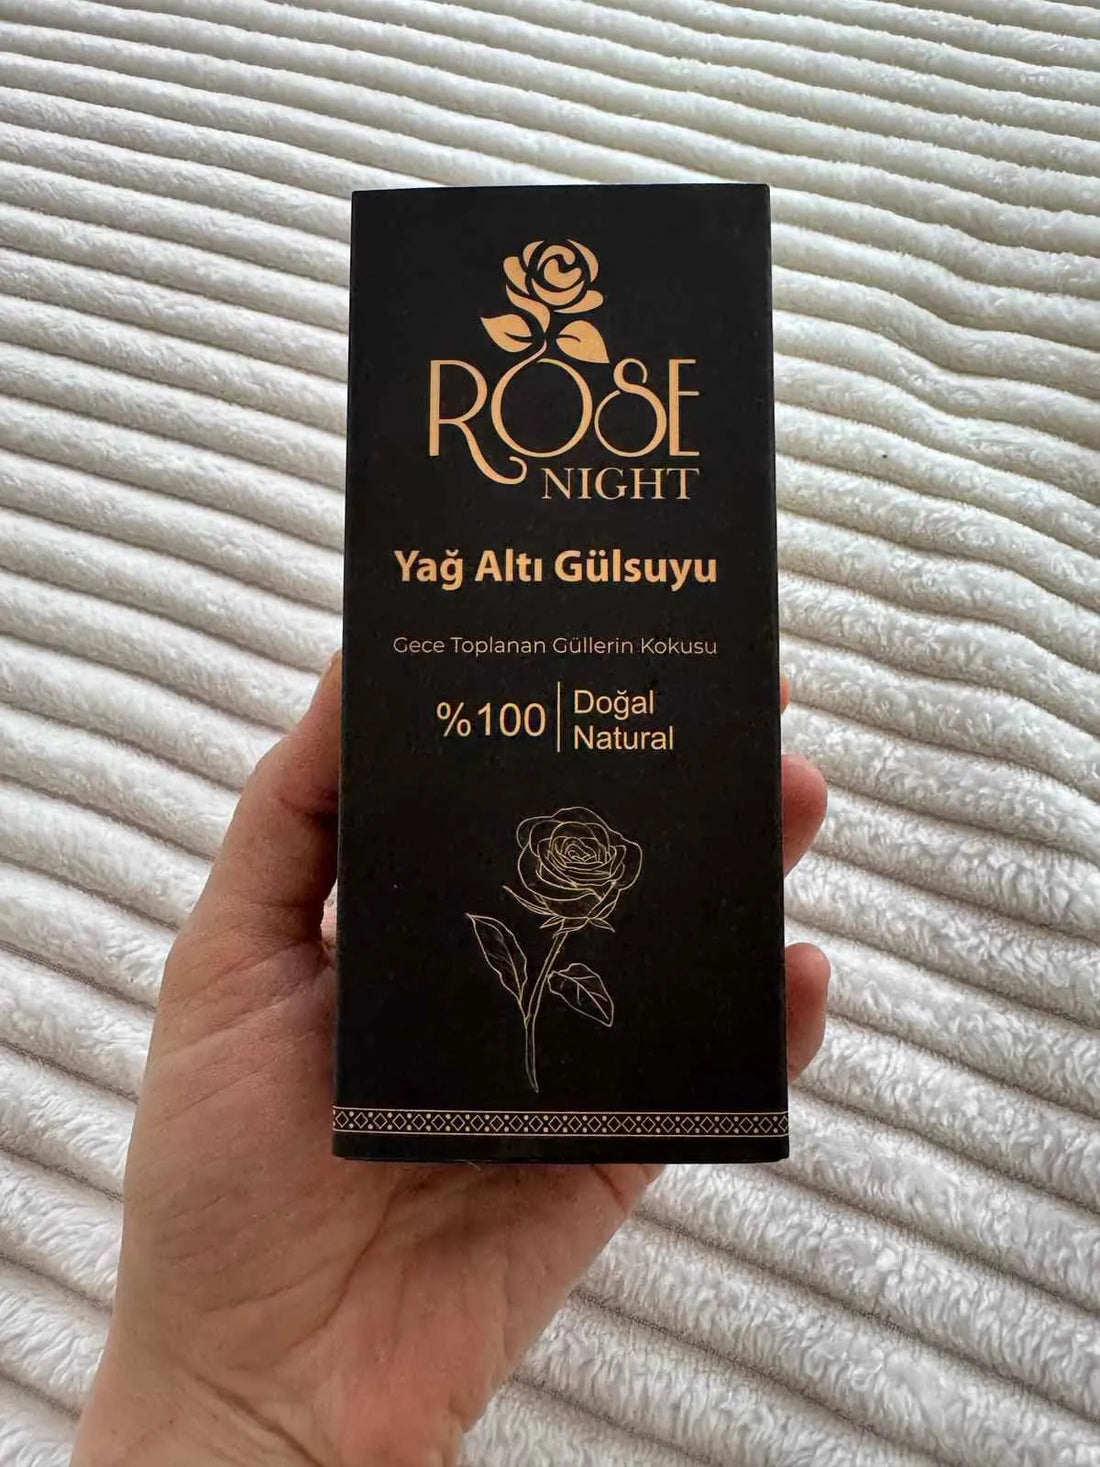 ROSE
NIGHT
Yağ Altı Gülsuyu
Gece Toplanan Güllerin Kokusu
%100
Doğal
Natural